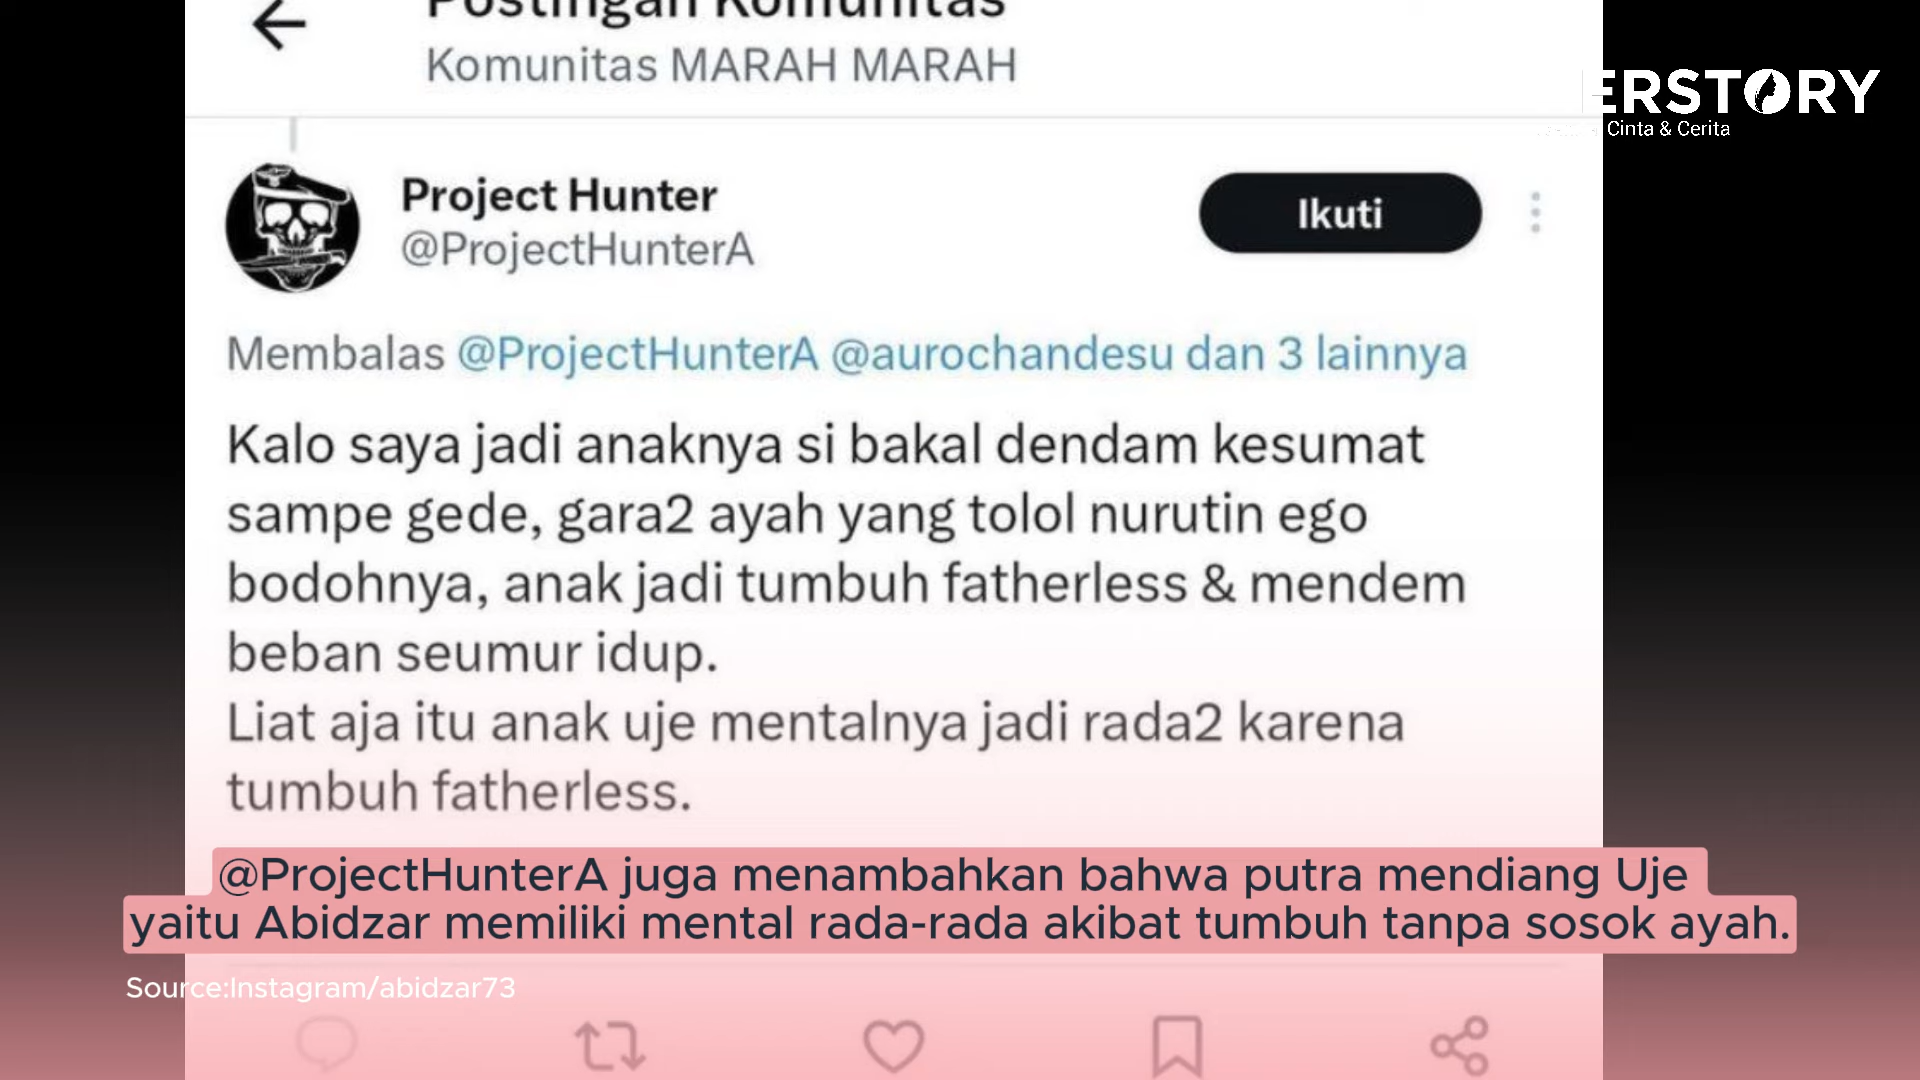 Postingan Komunitas
Komunitas MARAH MARAH
ERSTORY
Cinta & Cerita
Project Hunter
@ProjectHunterA
Ikuti
Membalas @ProjectHunterA @aurochandesu dan 3 lainnya
Kalo saya jadi anaknya si bakal dendam kesumat
sampe gede, gara2 ayah yang tolol nurutin ego
bodohnya, anak jadi tumbuh fatherless & mendem
beban seumur idup.
Liat aja itu anak uje mentalnya jadi rada2 karena
tumbuh fatherless.
@ProjectHunterA juga menambahkan bahwa putra mendiang Uje
yaitu Abidzar memiliki mental rada-rada akibat tumbuh tanpa sosok ayah.
Source:Instagram/abidzar73